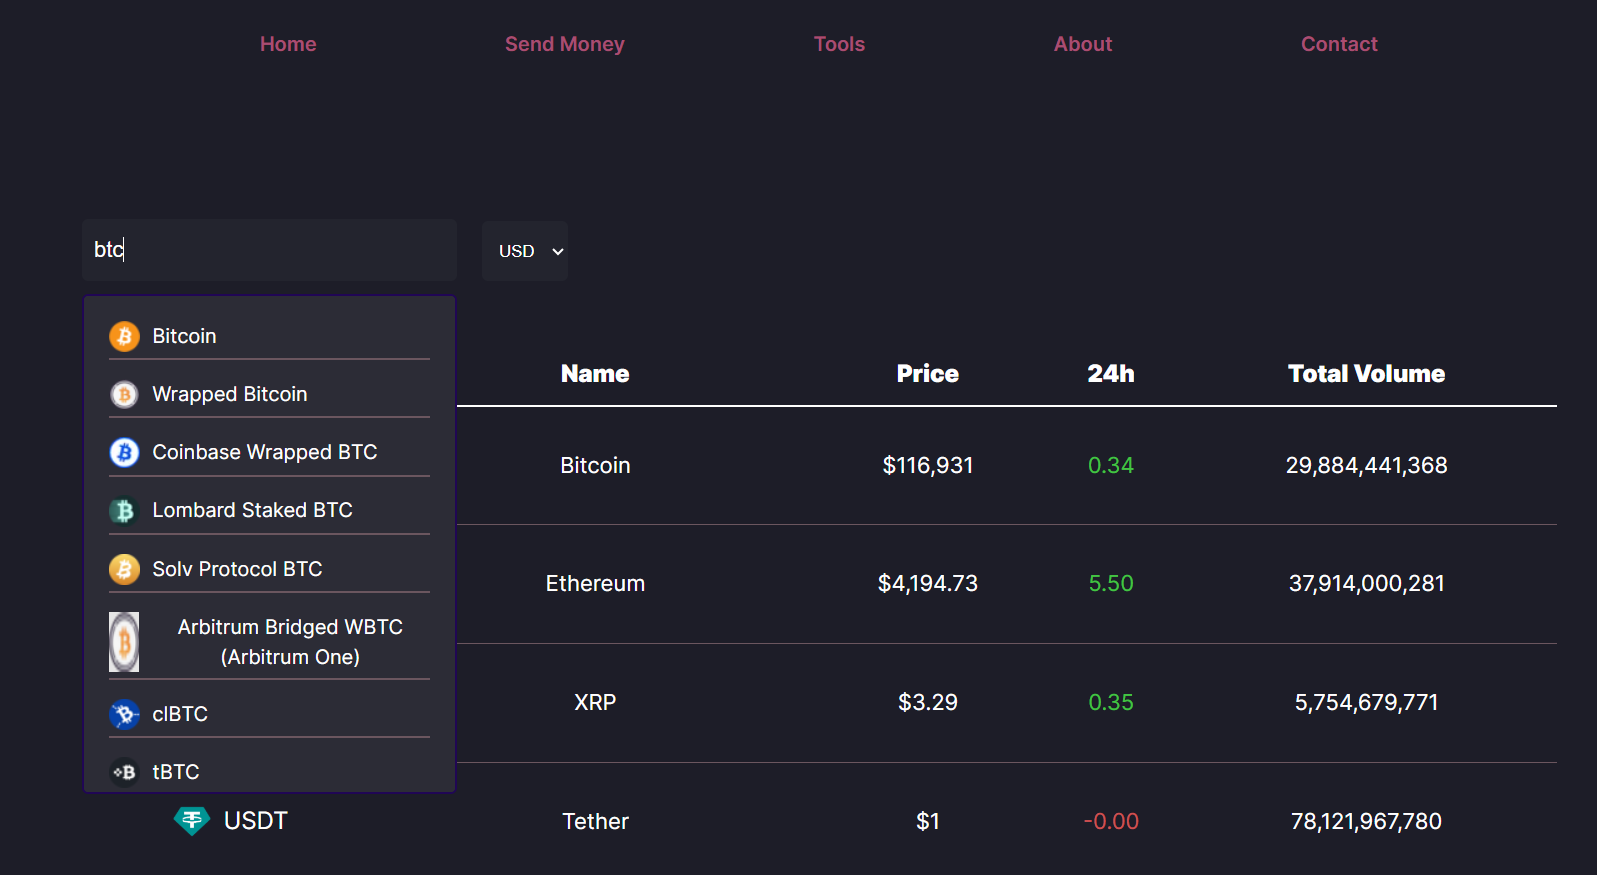 Home Send Money Tools About Contact
btc USD
Bitcoin
Wrapped Bitcoin
Coinbase Wrapped BTC
Lombard Staked BTC
Solv Protocol BTC
Arbitrum Bridged WBTC
(Arbitrum One)
clBTC
tBTC
Name Price 24h Total Volume
Bitcoin $116,931 0.34 29,884,441,368
Ethereum $4,194.73 5.50 37,914,000,281
XRP $3.29 0.35 5,754,679,771
USDT Tether $1 -0.00 78,121,967,780